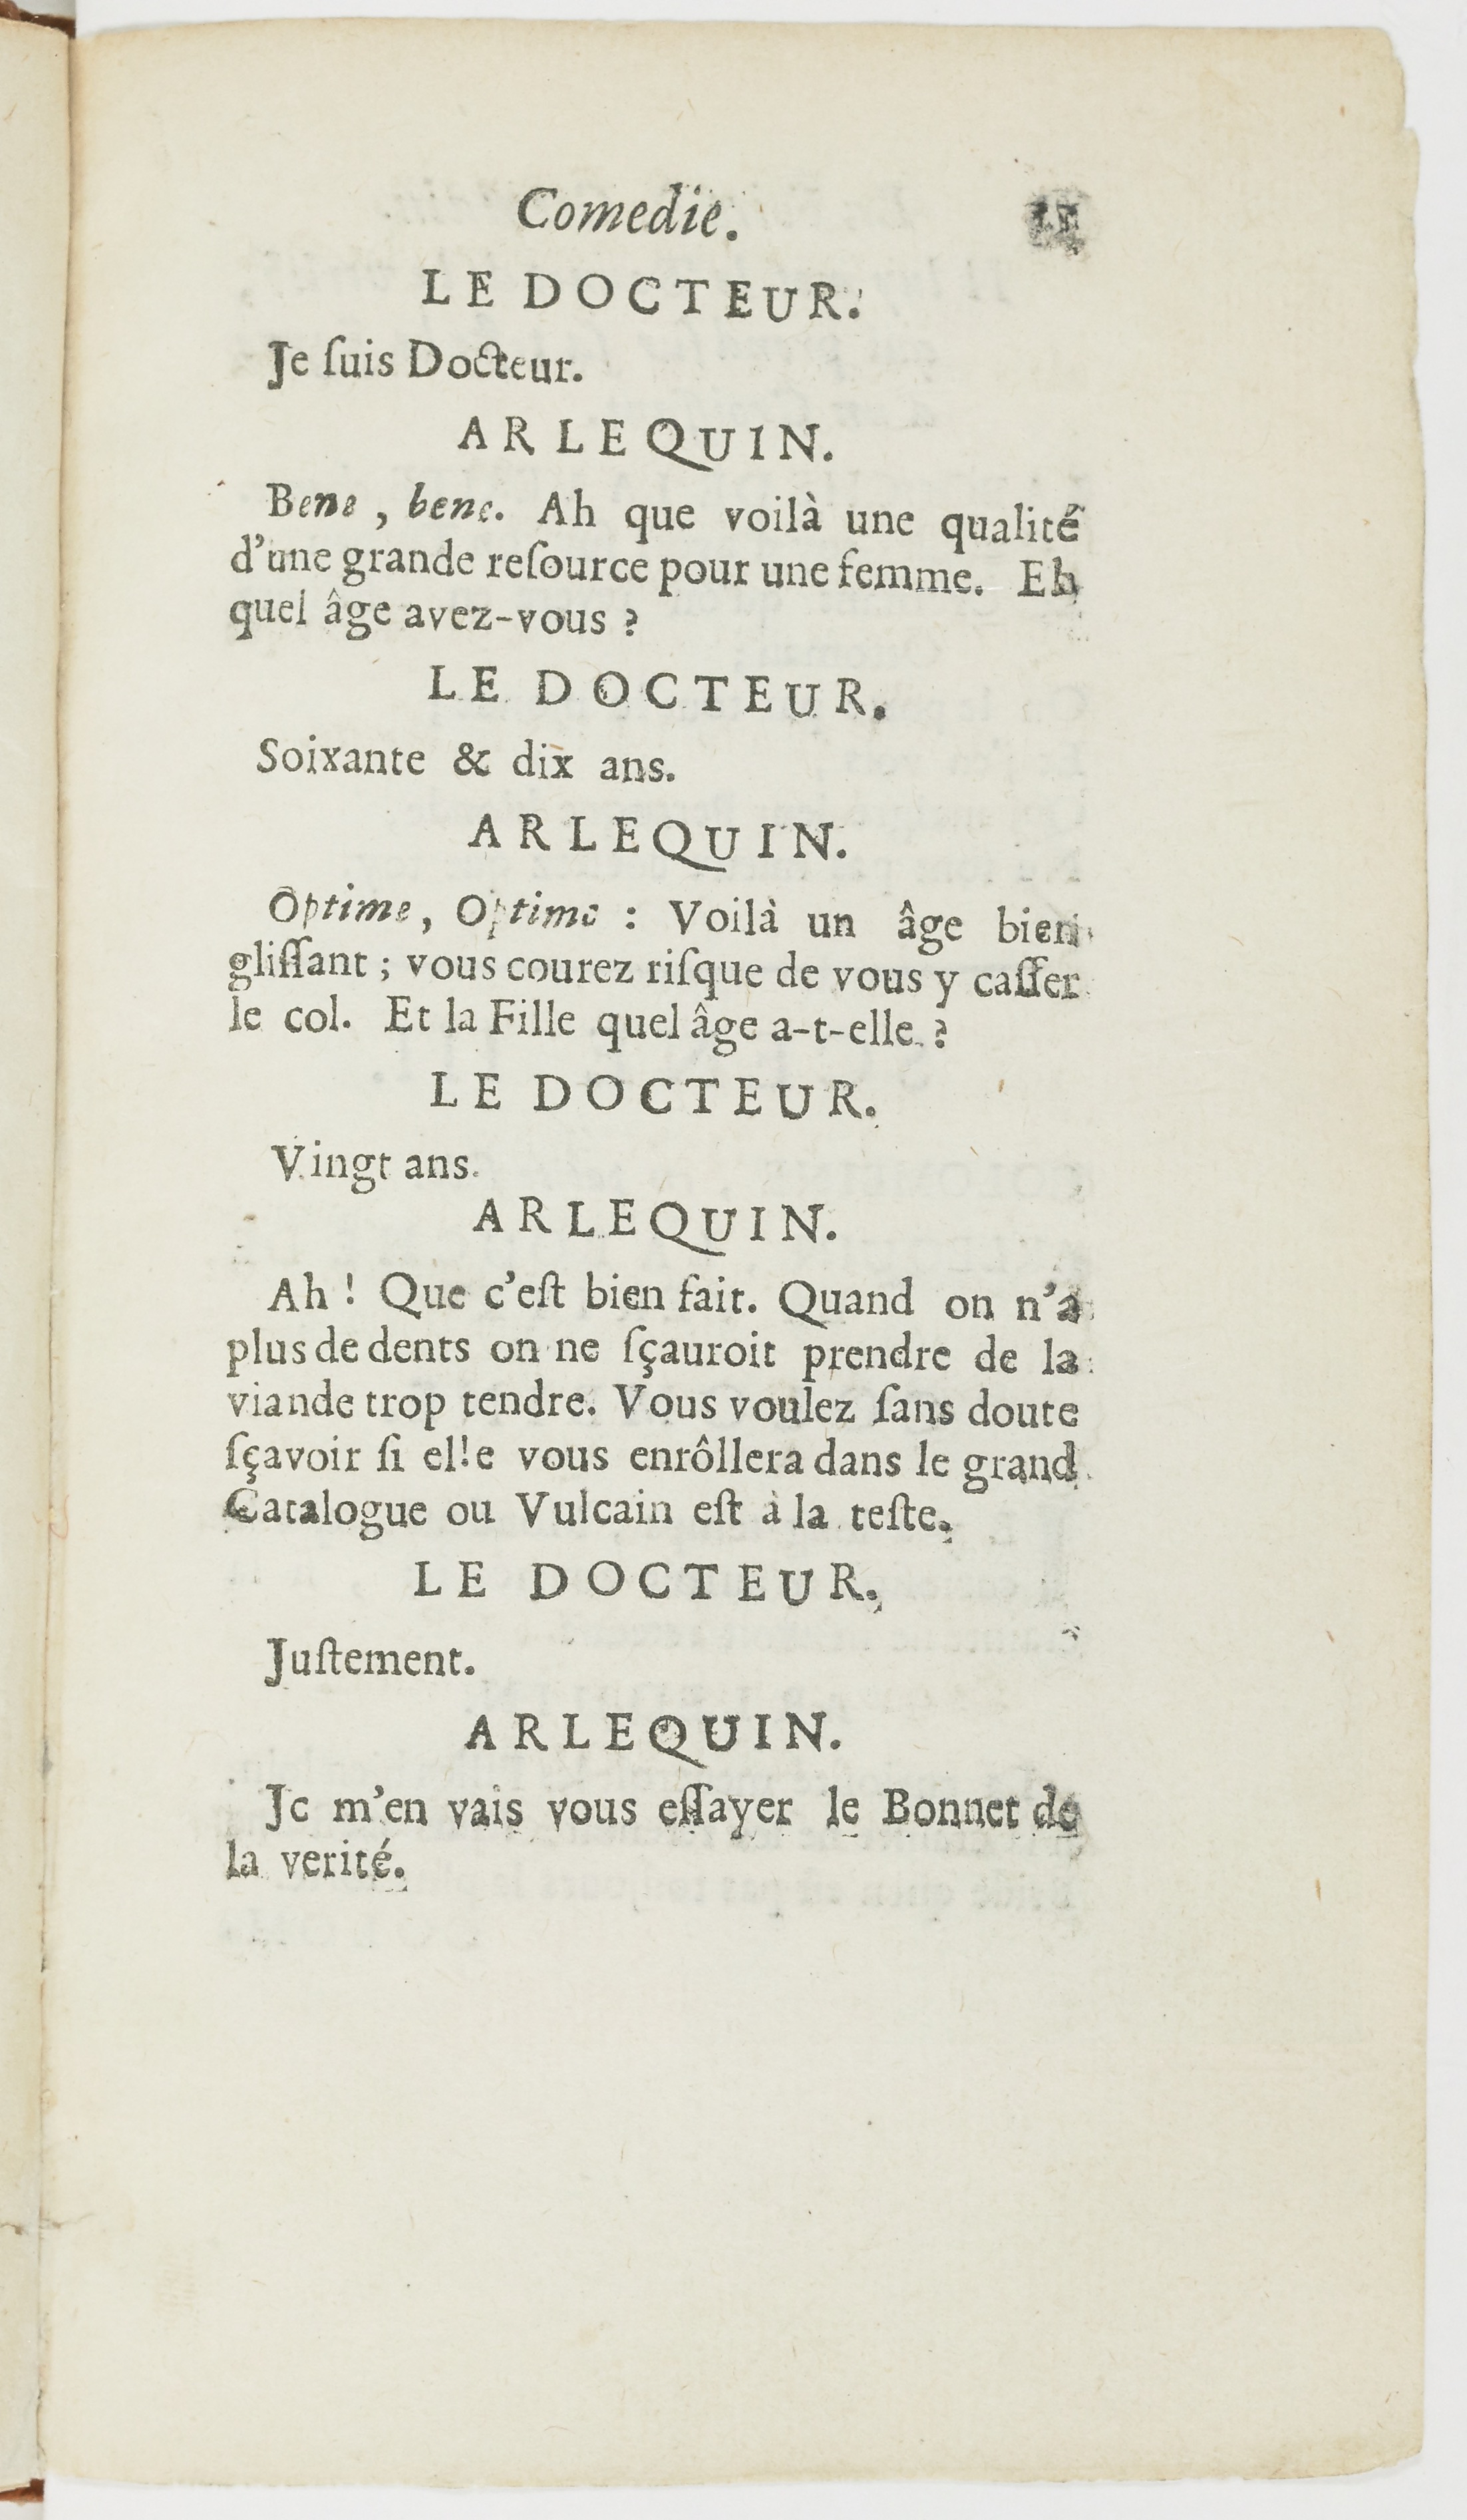 Comedie.
LE DOCTEUR.
Je ſuis Docteur.
ARLEQUIN.
Bene, bene. Ah que voilà une qualité
d'une grande reſource pour une femme. Eh
quel âge avez-vous ?
LE DOCTEUR.
Soixante & dix ans.
ARLEQUIN.
Optime, Optime : Voilà un âge bien
gliſſant ; vous courez riſque de vous y caſſer
le col. Et la Fille quel âge a-t-elle ?
LE DOCTEUR.
Vingt ans.
ARLEQUIN.
Ah ! Que c'eſt bien fait. Quand on n'a
plus de dents on ne ſçauroit prendre de la
viande trop tendre. Vous voulez ſans doute
ſçavoir ſi elle vous enrôllera dans le grand
Catalogue ou Vulcain eſt à la teſte.
LE DOCTEUR.
Juſtement.
ARLEQUIN.
Je m'en vais vous eſſayer le Bonnet de
la verité.